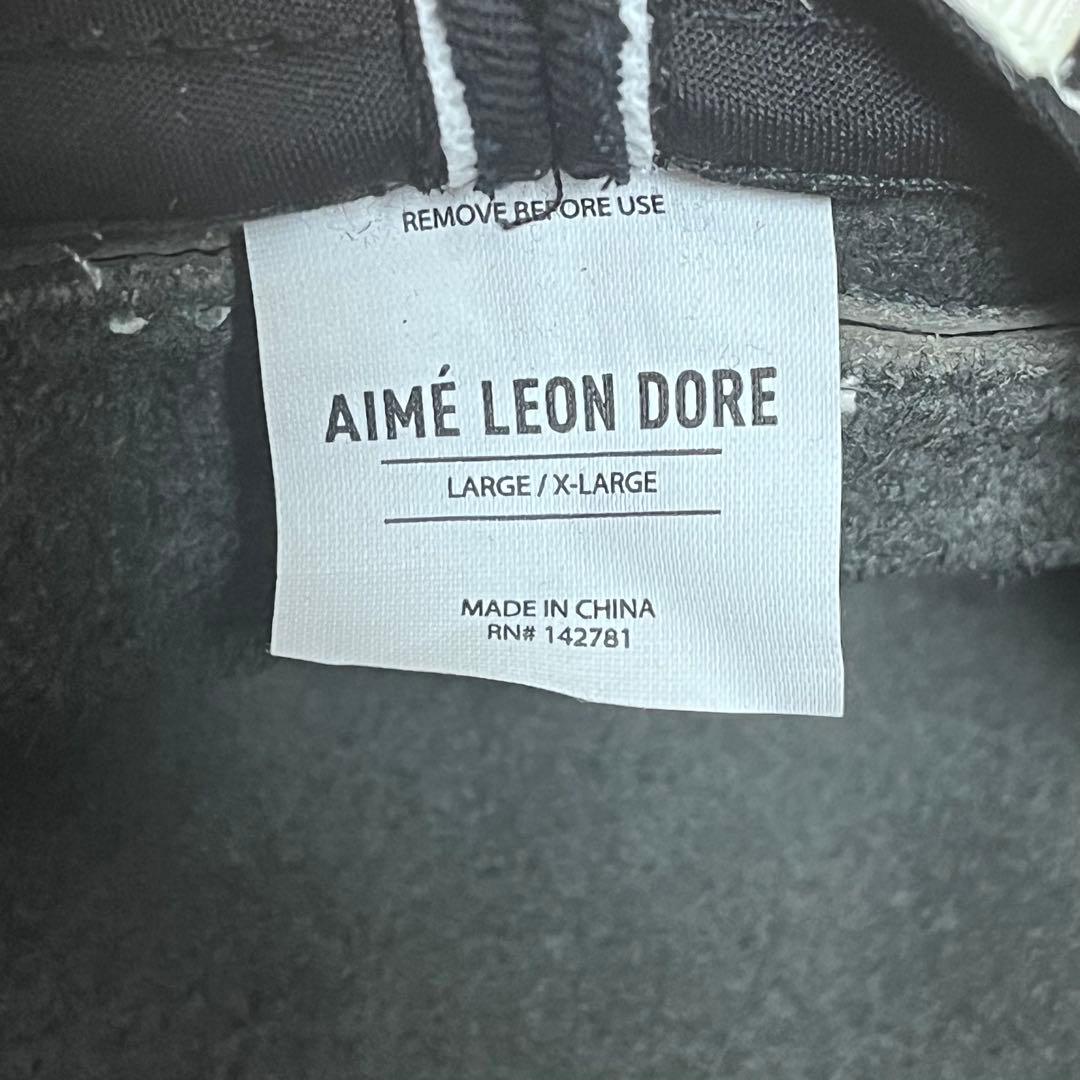 REMOVE BEFORE USE
AIMÉ LEON DORE
LARGE / X-LARGE
MADE IN CHINA
RN# 142781